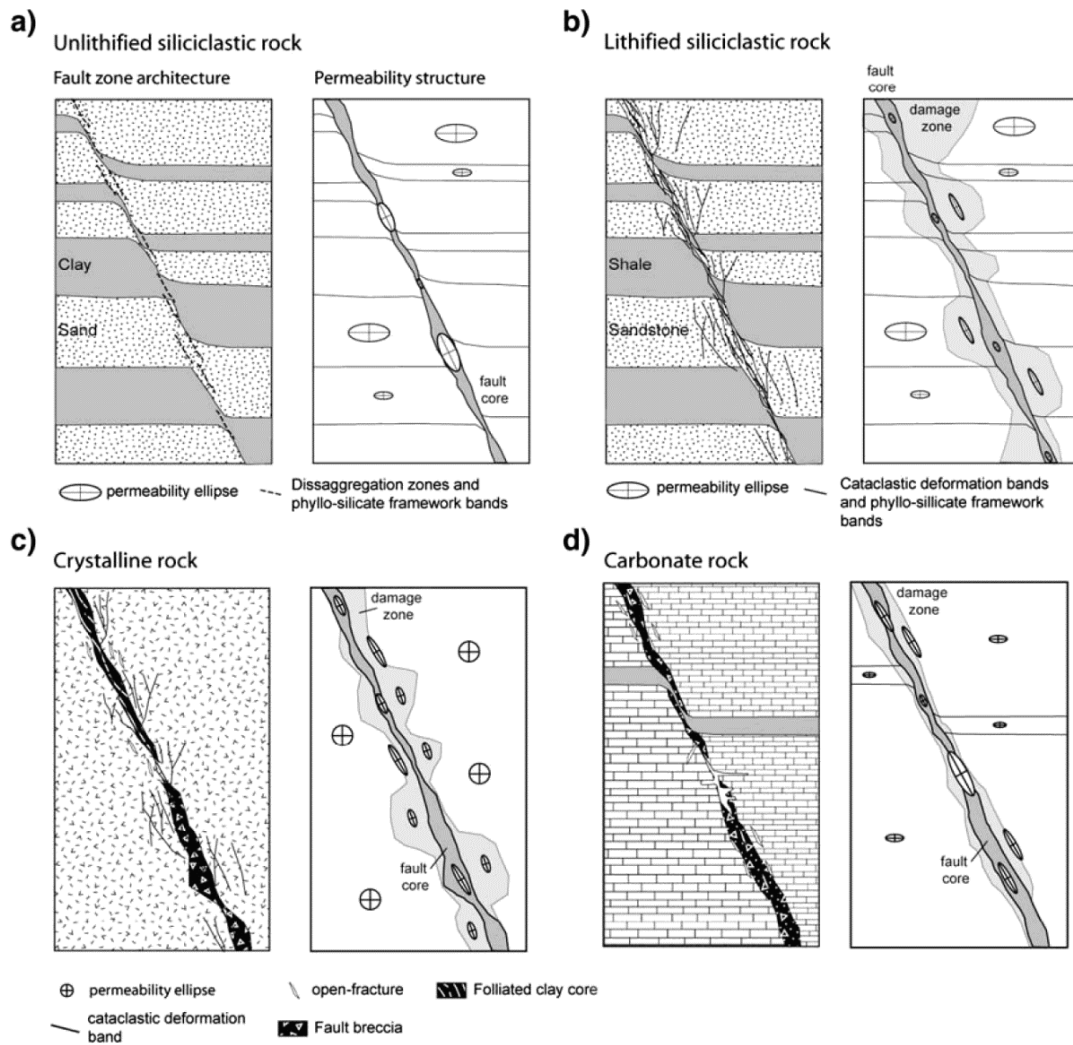 a)
Unlithified siliciclastic rock
Fault zone architecture
Permeability structure
Clay
Sand
fault
core
permeability ellipse
Dissaggregation zones and
phyllo-silicate framework bands
b)
Lithified siliciclastic rock
fault
core
damage
zone
Shale
Sandstone
permeability ellipse
Cataclastic deformation bands
and phyllo-sillicate framework
bands
c)
Crystalline rock
damage
zone
fault
core
d)
Carbonate rock
damage
zone
fault
core
permeability ellipse
open-fracture
Folliated clay core
cataclastic deformation
band
Fault breccia